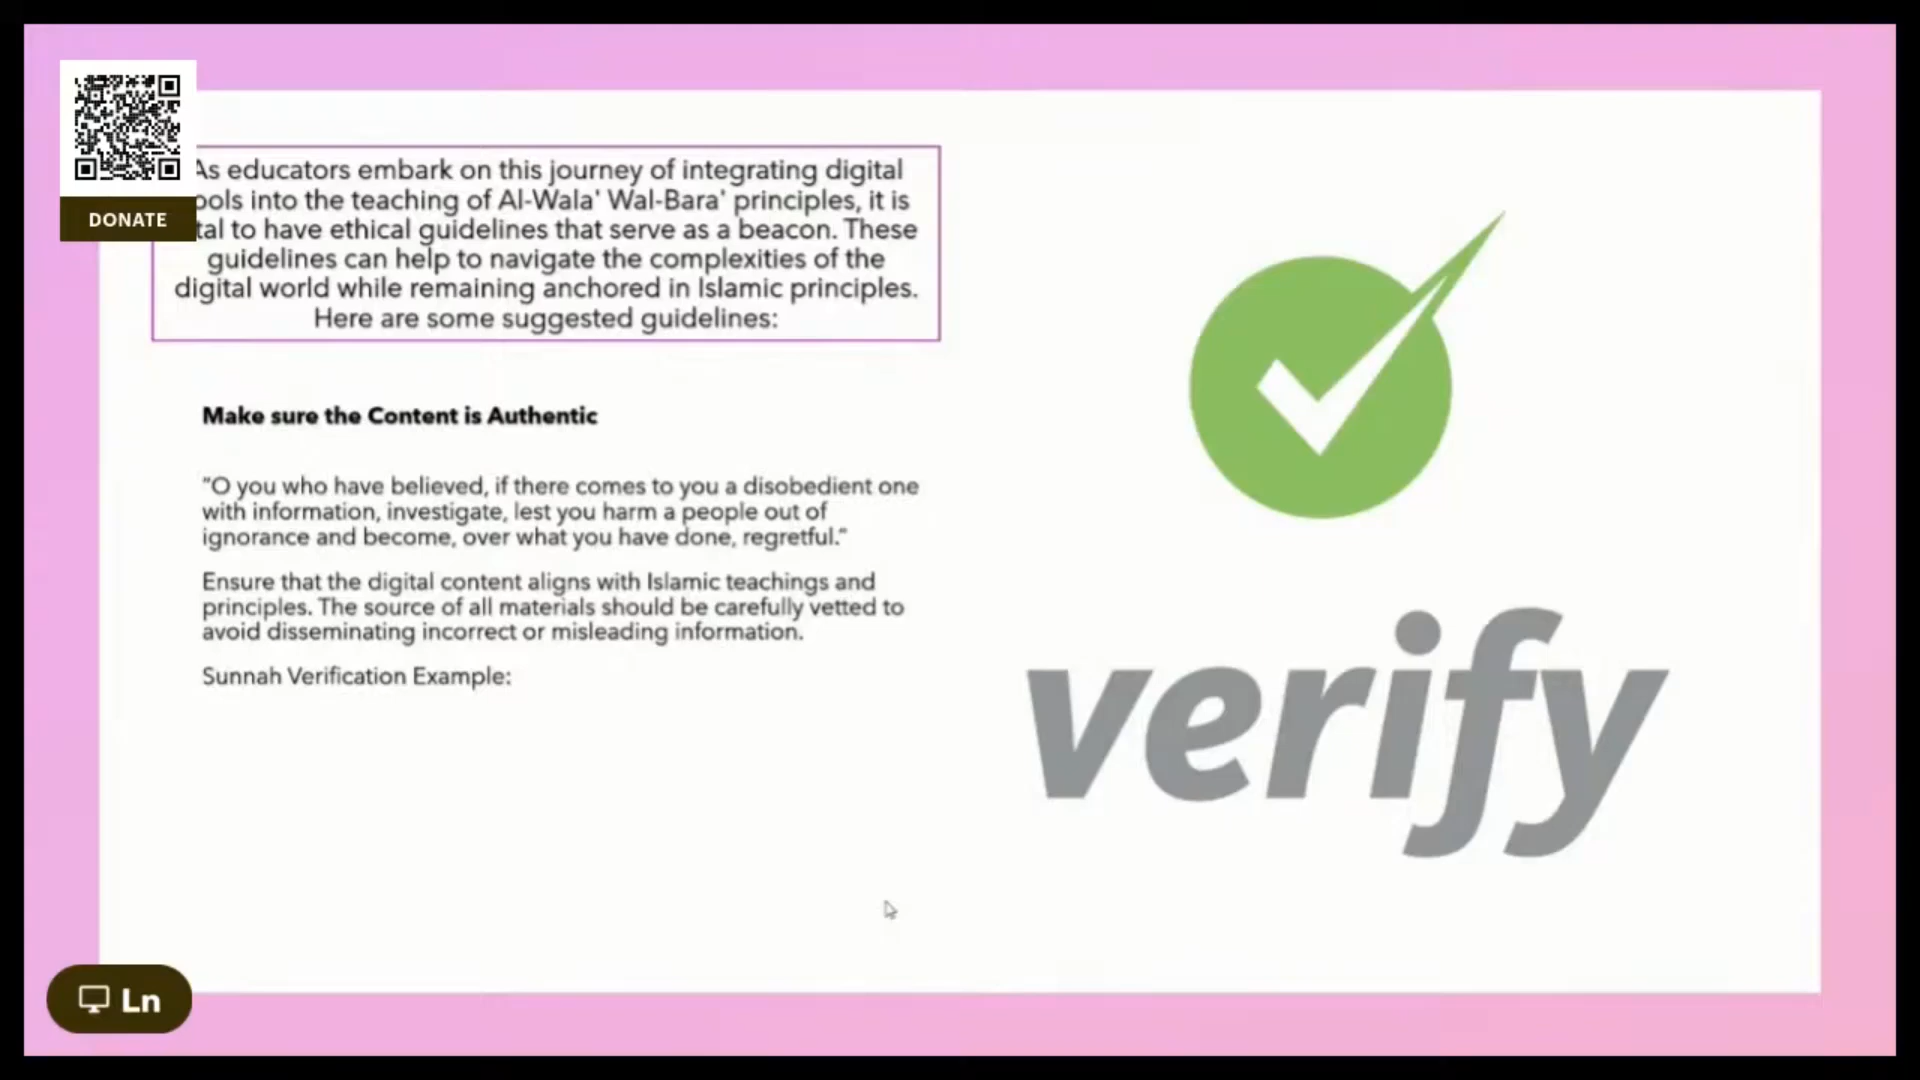 DONATE
As educators embark on this journey of integrating digital
ools into the teaching of Al-Wala' Wal-Bara' principles, it is
tal to have ethical guidelines that serve as a beacon. These
guidelines can help to navigate the complexities of the
digital world while remaining anchored in Islamic principles.
Here are some suggested guidelines:
Make sure the Content is Authentic
"O you who have believed, if there comes to you a disobedient one
with information, investigate, lest you harm a people out of
ignorance and become, over what you have done, regretful."
Ensure that the digital content aligns with Islamic teachings and
principles. The source of all materials should be carefully vetted to
avoid disseminating incorrect or misleading information.
Sunnah Verification Example:
verify
Ln